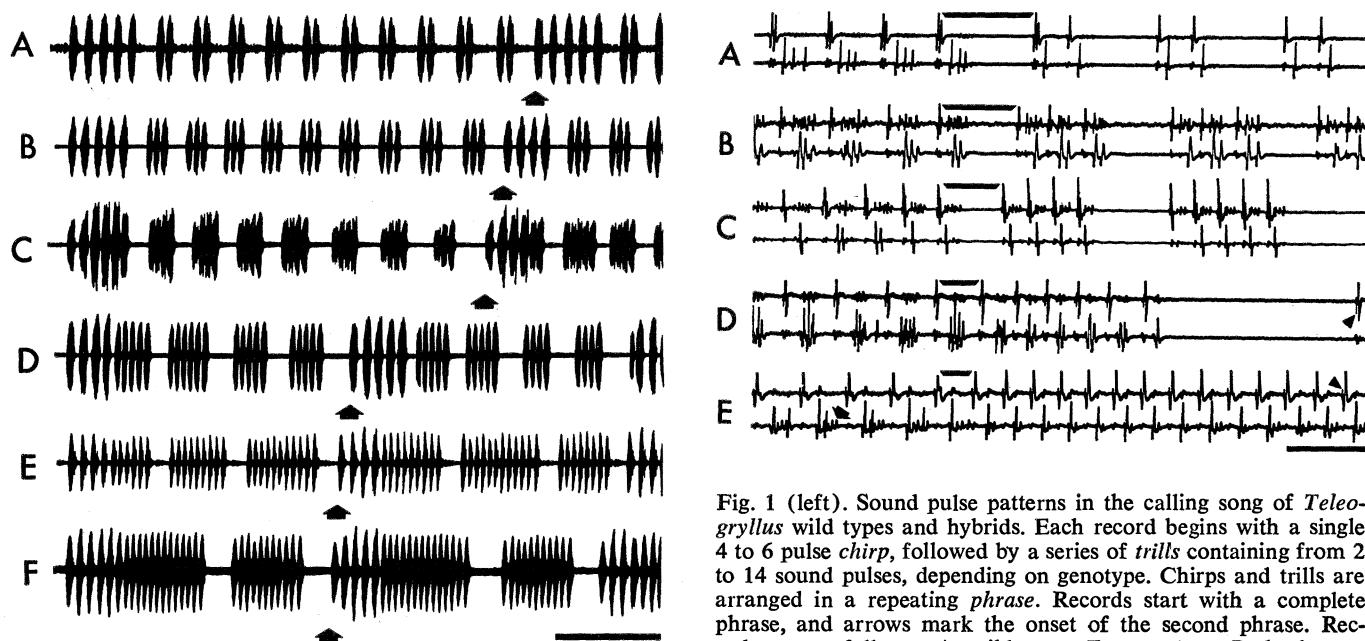 A
B
C
D
E
F
A
B
C
D
E
Fig. 1 (left). Sound pulse patterns in the calling song of Teleo-
gryllus wild types and hybrids. Each record begins with a single
4 to 6 pulse chirp, followed by a series of trills containing from 2
to 14 sound pulses, depending on genotype. Chirps and trills are
arranged in a repeating phrase. Records start with a complete
phrase, and arrows mark the onset of the second phrase. Rec-